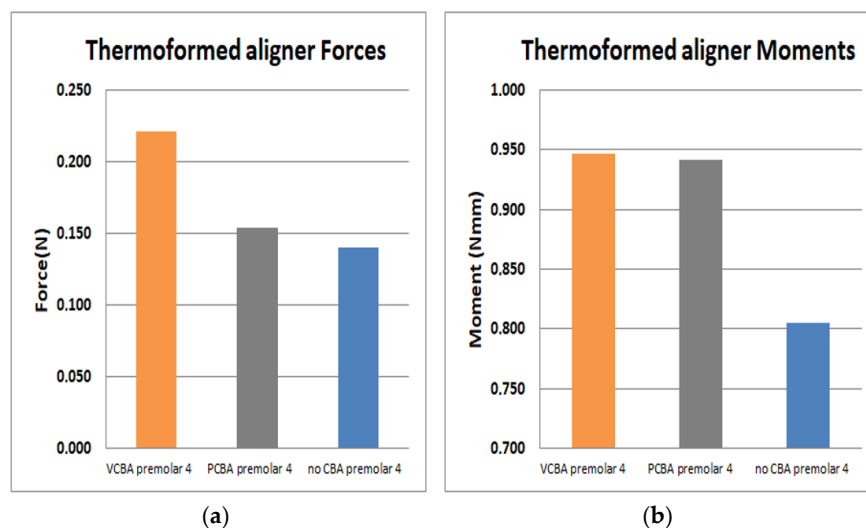 Thermoformed aligner Forces
0.250
0.200
0.150
0.100
0.050
0.000
Force(N)
VCBA premolar 4 PCBA premolar 4 no CBA premolar 4
(a)
Thermoformed aligner Moments
1.000
0.950
0.900
0.850
0.800
0.750
0.700
Moment (Nmm)
VCBA premolar 4 PCBA premolar 4 no CBA premolar 4
(b)